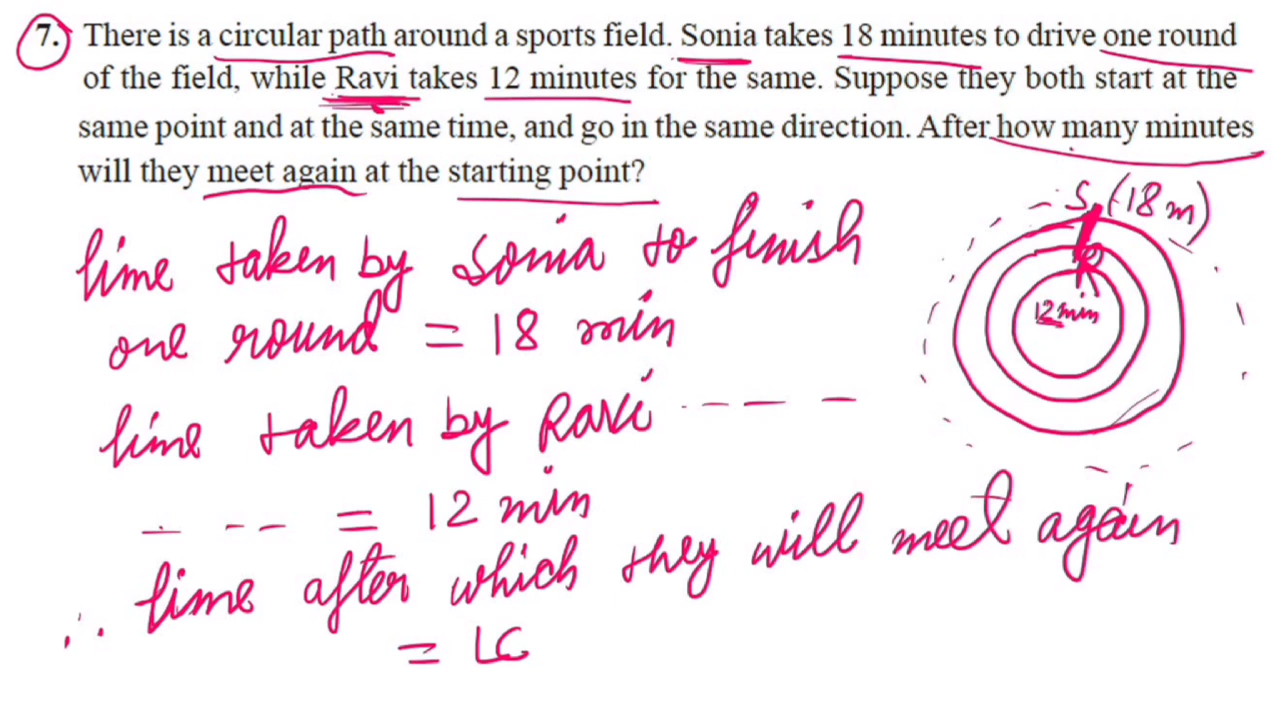 7. There is a circular path around a sports field. Sonia takes 18 minutes to drive one round
of the field, while Ravi takes 12 minutes for the same. Suppose they both start at the
same point and at the same time, and go in the same direction. After how many minutes
will they meet again at the starting point?
S (18 m)
12 min
Time taken by Sonia to finish
one round = 18 min
Time taken by Ravi - - - -
- - - = 12 min
∴ Time after which they will meet again
= LC